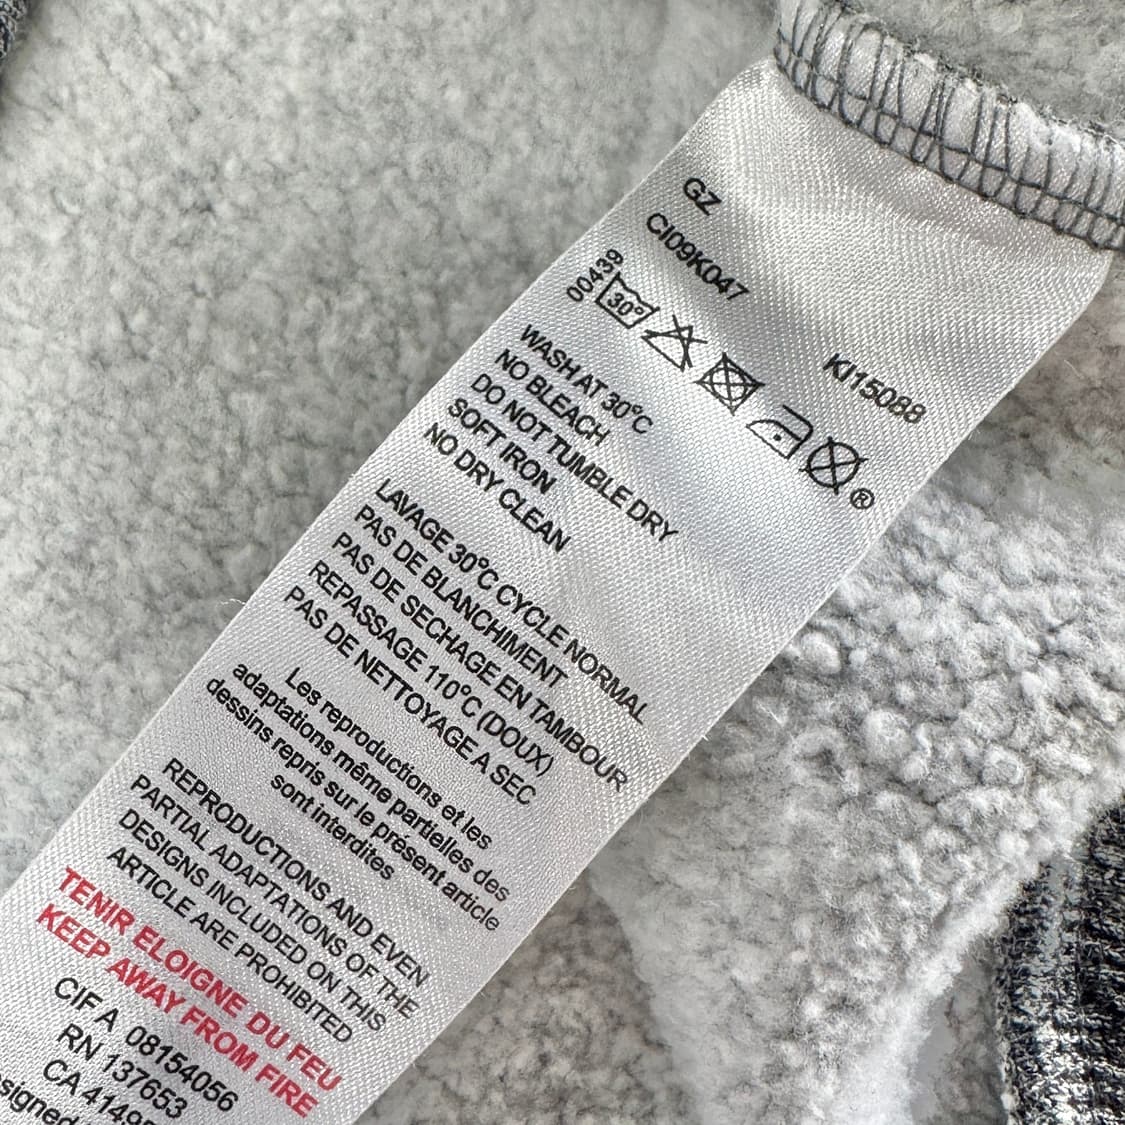 GZ
CI09K047
KI15088
00439
30°
®
WASH AT 30°C
NO BLEACH
DO NOT TUMBLE DRY
SOFT IRON
NO DRY CLEAN
LAVAGE 30°C CYCLE NORMAL
PAS DE BLANCHIMENT
PAS DE SECHAGE EN TAMBOUR
REPASSAGE 110°C (DOUX)
PAS DE NETTOYAGE A SEC
Les reproductions et les
adaptations même partielles des
dessins repris sur le présent article
sont interdites
REPRODUCTIONS AND EVEN
PARTIAL ADAPTATIONS OF THE
DESIGNS INCLUDED ON THIS
ARTICLE ARE PROHIBITED
TENIR ELOIGNE DU FEU
KEEP AWAY FROM FIRE
CIF A 08154056
RN 137653
CA